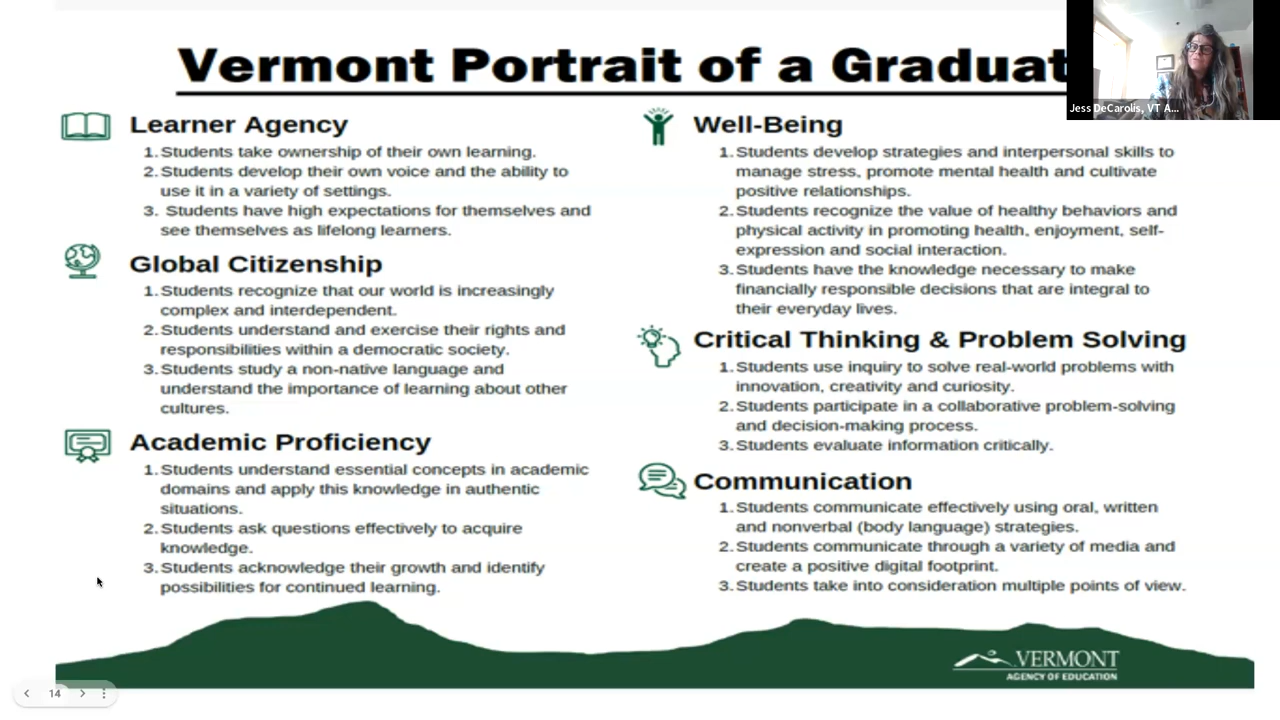 Vermont Portrait of a Graduat
Jess DeCarolis, VT A...
Learner Agency
1. Students take ownership of their own learning.
2. Students develop their own voice and the ability to
use it in a variety of settings.
3. Students have high expectations for themselves and
see themselves as lifelong learners.
Global Citizenship
1. Students recognize that our world is increasingly
complex and interdependent.
2. Students understand and exercise their rights and
responsibilities within a democratic society.
3. Students study a non-native language and
understand the importance of learning about other
cultures.
Academic Proficiency
1. Students understand essential concepts in academic
domains and apply this knowledge in authentic
situations.
2. Students ask questions effectively to acquire
knowledge.
3. Students acknowledge their growth and identify
possibilities for continued learning.
Well-Being
1. Students develop strategies and interpersonal skills to
manage stress, promote mental health and cultivate
positive relationships.
2. Students recognize the value of healthy behaviors and
physical activity in promoting health, enjoyment, self-
expression and social interaction.
3. Students have the knowledge necessary to make
financially responsible decisions that are integral to
their everyday lives.
Critical Thinking & Problem Solving
1. Students use inquiry to solve real-world problems with
innovation, creativity and curiosity.
2. Students participate in a collaborative problem-solving
and decision-making process.
3. Students evaluate information critically.
Communication
1. Students communicate effectively using oral, written
and nonverbal (body language) strategies.
2. Students communicate through a variety of media and
create a positive digital footprint.
3. Students take into consideration multiple points of view.
VERMONT
AGENCY OF EDUCATION
14